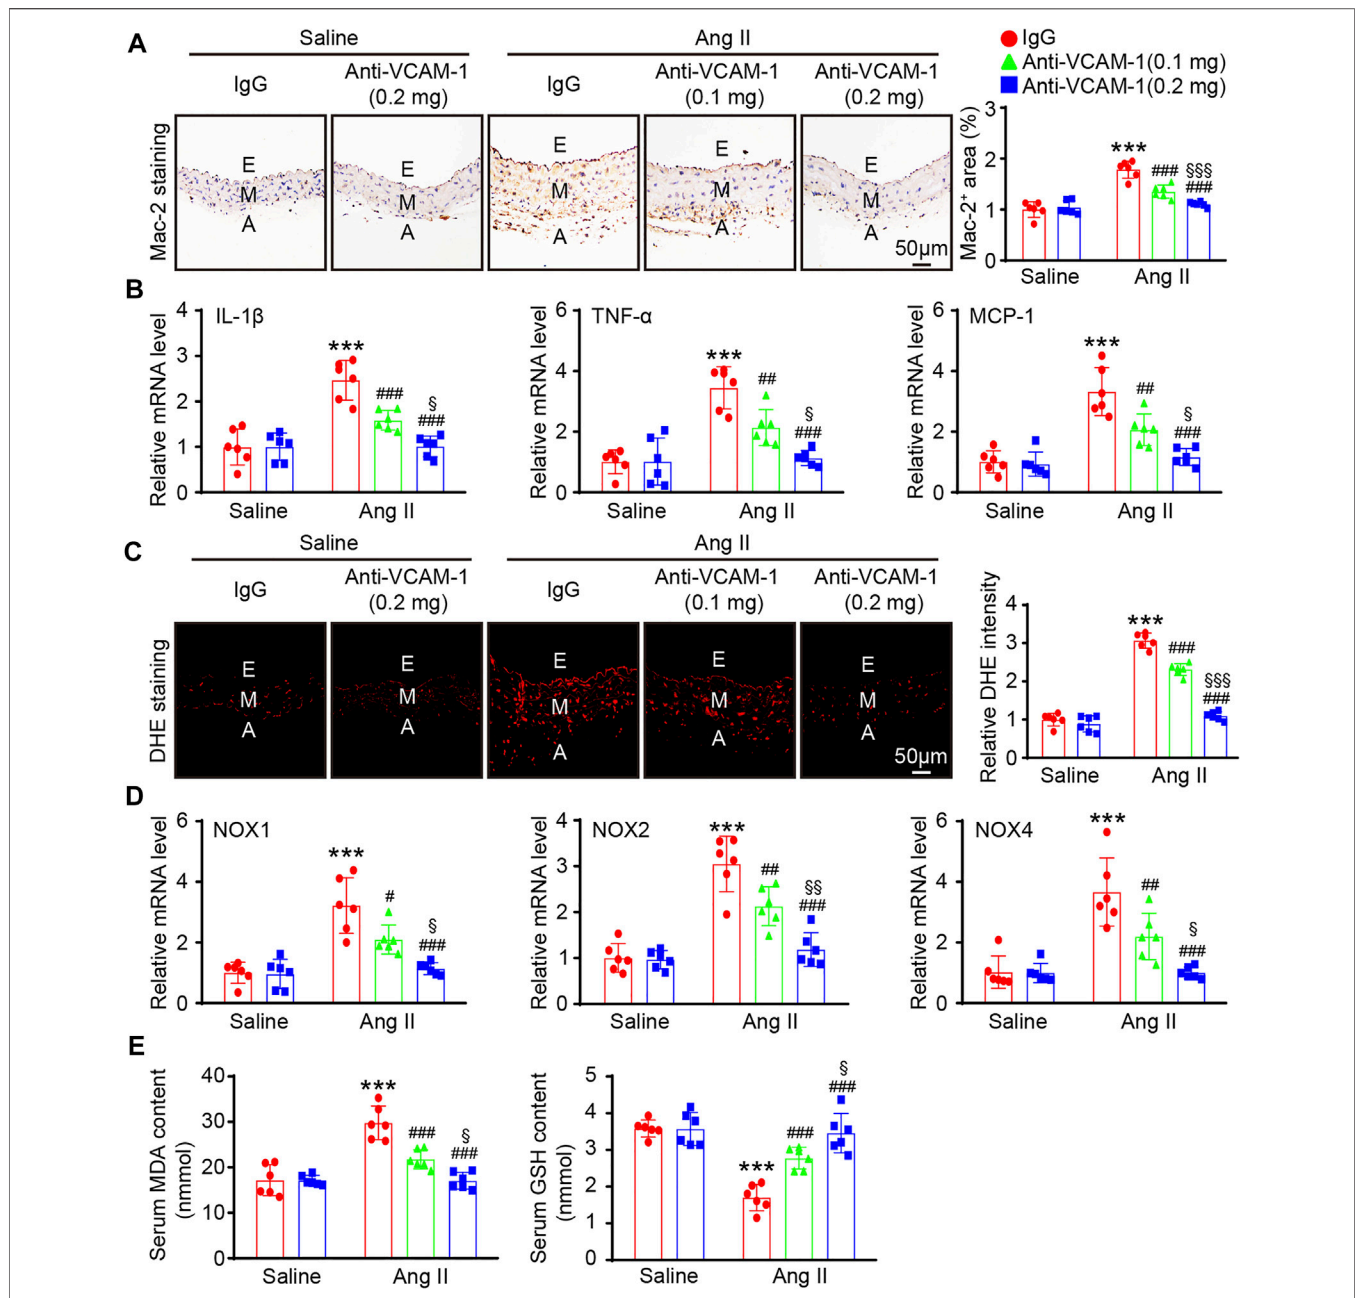 A
Saline
Ang II
IgG
Anti-VCAM-1
(0.2 mg)
IgG
Anti-VCAM-1
(0.1 mg)
Anti-VCAM-1
(0.2 mg)
IgG
Anti-VCAM-1(0.1 mg)
Anti-VCAM-1(0.2 mg)
Mac-2 staining
E
M
A
E
M
A
E
M
A
E
M
A
E
M
A
50μm
Mac-2⁺ area (%)
3
2
1
0
***
###
§§§
###
Saline
Ang II
B
Relative mRNA level
4
3
2
1
0
IL-1β
***
###
§
###
Saline
Ang II
Relative mRNA level
6
4
2
0
TNF-α
***
##
§
###
Saline
Ang II
Relative mRNA level
6
4
2
0
MCP-1
***
##
§
###
Saline
Ang II
C
Saline
Ang II
IgG
Anti-VCAM-1
(0.2 mg)
IgG
Anti-VCAM-1
(0.1 mg)
Anti-VCAM-1
(0.2 mg)
DHE staining
E
M
A
E
M
A
E
M
A
E
M
A
E
M
A
50μm
Relative DHE intensity
4
3
2
1
0
***
###
§§§
###
Saline
Ang II
D
Relative mRNA level
6
4
2
0
NOX1
***
#
§
###
Saline
Ang II
Relative mRNA level
4
3
2
1
0
NOX2
***
##
§§
###
Saline
Ang II
Relative mRNA level
6
4
2
0
NOX4
***
##
§
###
Saline
Ang II
E
Serum MDA content
(nmmol)
40
30
20
10
0
***
###
§
###
Saline
Ang II
Serum GSH content
(nmmol)
5
4
3
2
1
0
***
###
§
###
Saline
Ang II